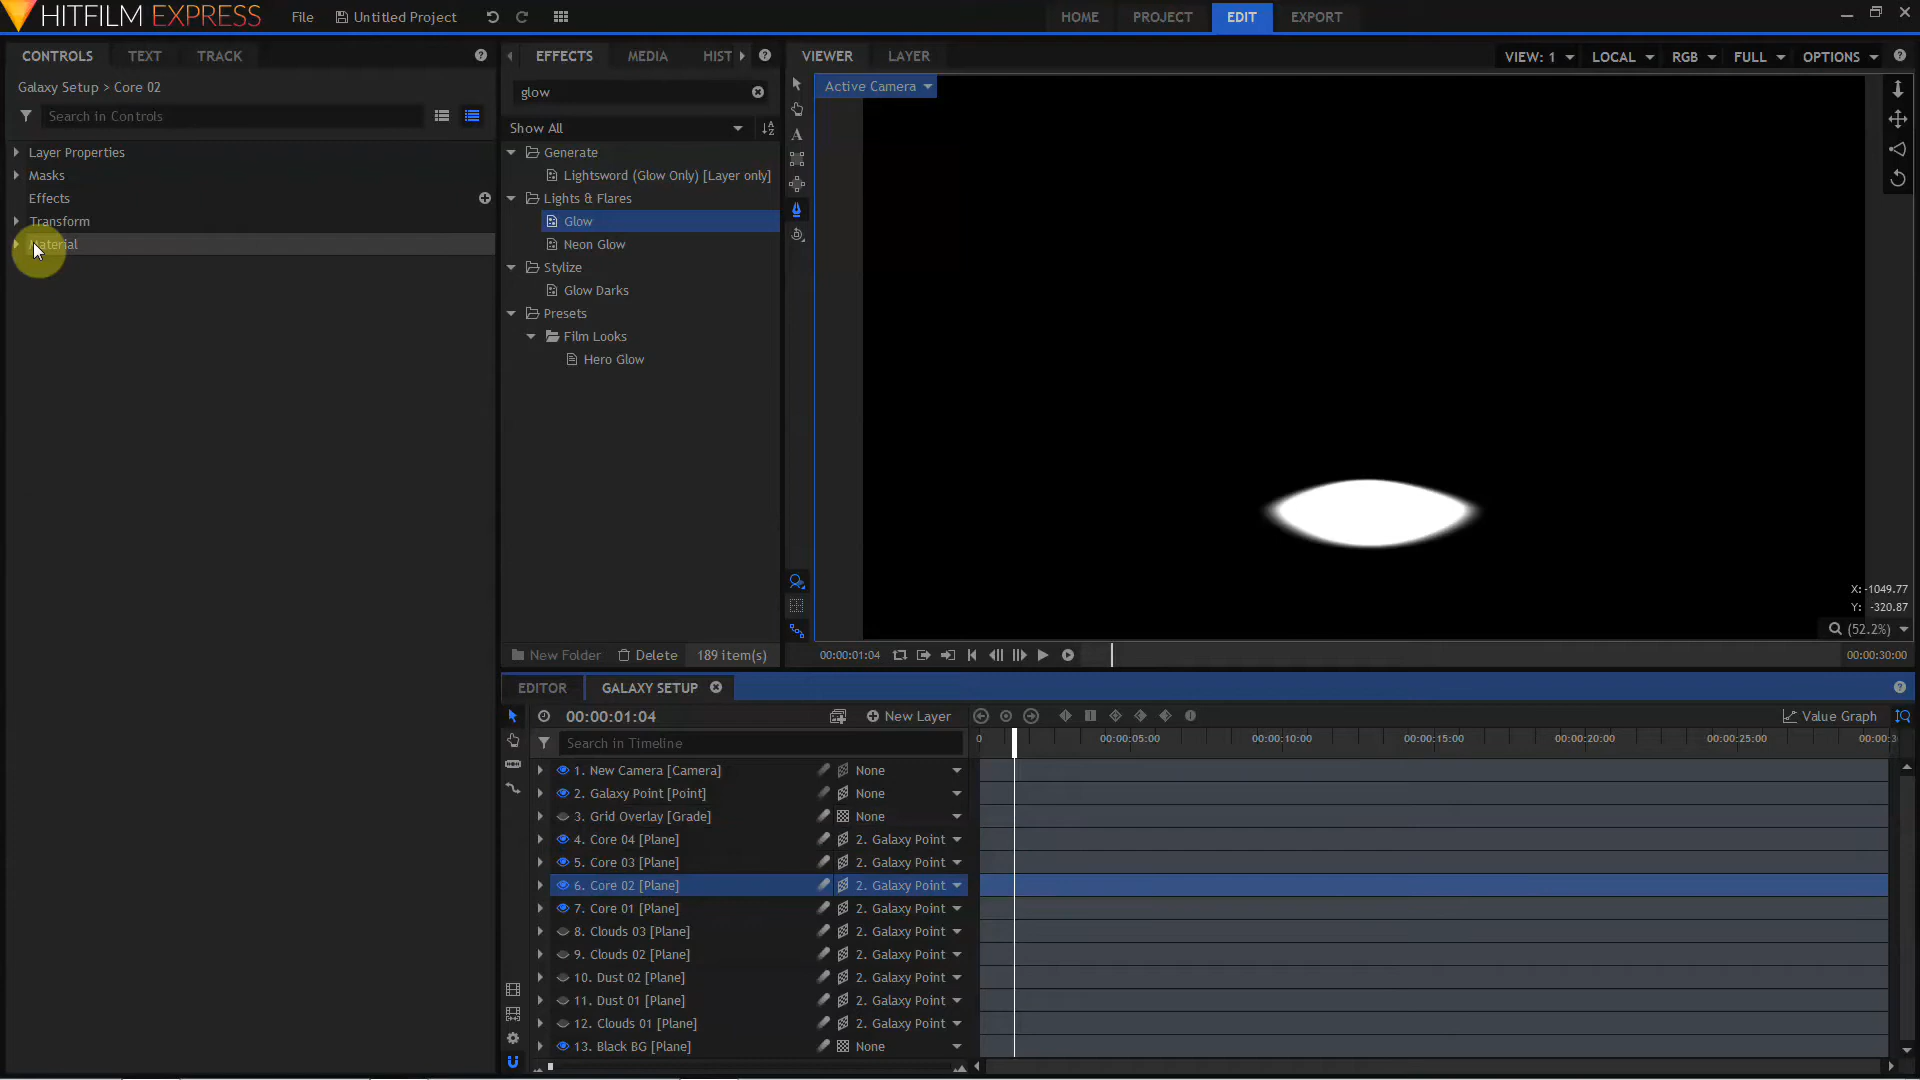 HITFILM EXPRESS
File
Untitled Project
HOME
PROJECT
EDIT
EXPORT
CONTROLS
TEXT
TRACK
Galaxy Setup > Core 02
Search in Controls
Layer Properties
Masks
Effects
Transform
Material
EFFECTS
MEDIA
HIST
glow
Show All
Generate
Lightsword (Glow Only) [Layer only]
Lights & Flares
Glow
Neon Glow
Stylize
Glow Darks
Presets
Film Looks
Hero Glow
New Folder
Delete
189 item(s)
VIEWER
LAYER
VIEW: 1
LOCAL
RGB
FULL
OPTIONS
Active Camera
X: -1049.77
Y: -320.87
(52.2%)
00:00:01:04
00:00:30:00
EDITOR
GALAXY SETUP
00:00:01:04
New Layer
Value Graph
Search in Timeline
0
00:00:05:00
00:00:10:00
00:00:15:00
00:00:20:00
00:00:25:00
1. New Camera [Camera] None
2. Galaxy Point [Point] None
3. Grid Overlay [Grade] None
4. Core 04 [Plane] 2. Galaxy Point
5. Core 03 [Plane] 2. Galaxy Point
6. Core 02 [Plane] 2. Galaxy Point
7. Core 01 [Plane] 2. Galaxy Point
8. Clouds 03 [Plane] 2. Galaxy Point
9. Clouds 02 [Plane] 2. Galaxy Point
10. Dust 02 [Plane] 2. Galaxy Point
11. Dust 01 [Plane] 2. Galaxy Point
12. Clouds 01 [Plane] 2. Galaxy Point
13. Black BG [Plane] None